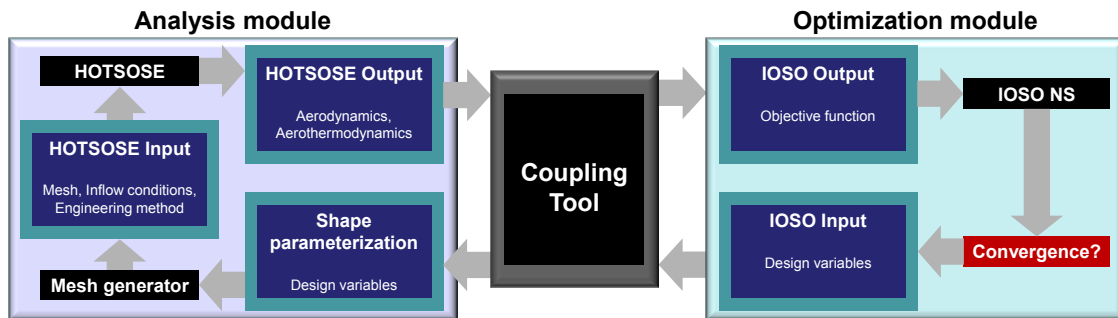 Analysis module
HOTSOSE
HOTSOSE Output
Aerodynamics,
Aerothermodynamics
HOTSOSE Input
Mesh, Inflow conditions,
Engineering method
Shape
parameterization
Design variables
Mesh generator
Coupling
Tool
Optimization module
IOSO Output
Objective function
IOSO NS
IOSO Input
Design variables
Convergence?